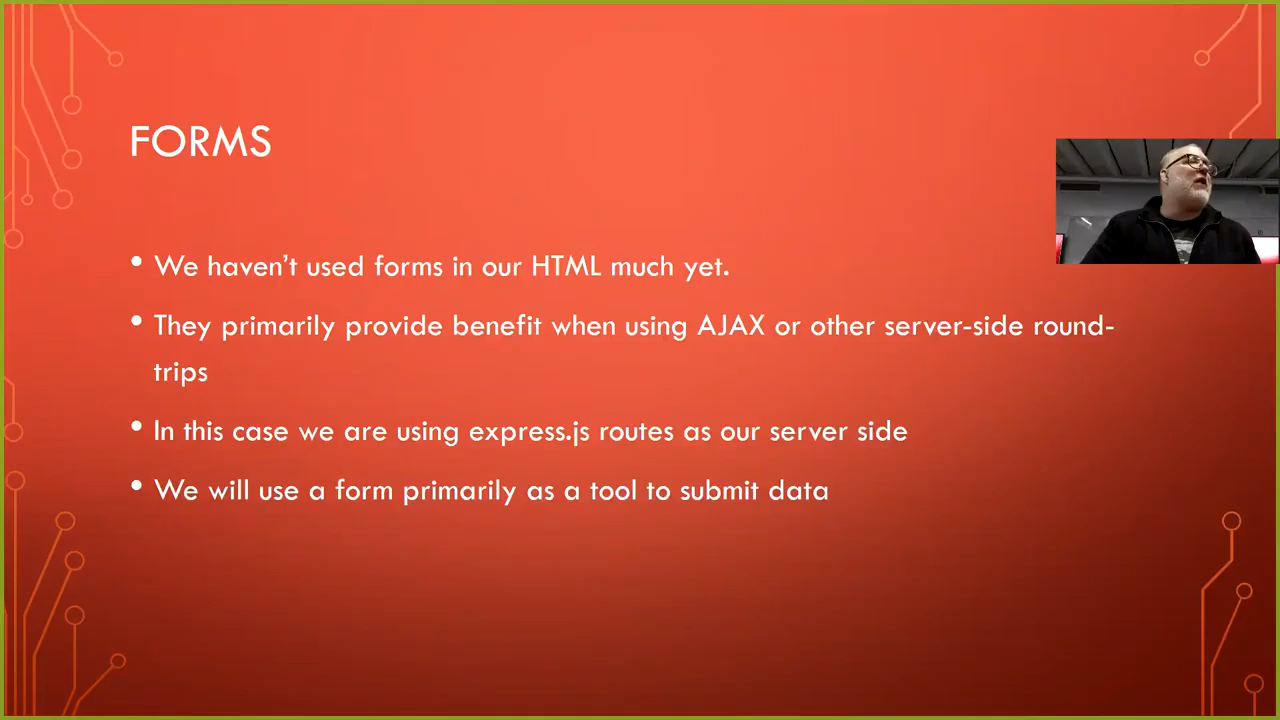 FORMS
• We haven't used forms in our HTML much yet.
• They primarily provide benefit when using AJAX or other server-side round-
trips
• In this case we are using express.js routes as our server side
• We will use a form primarily as a tool to submit data